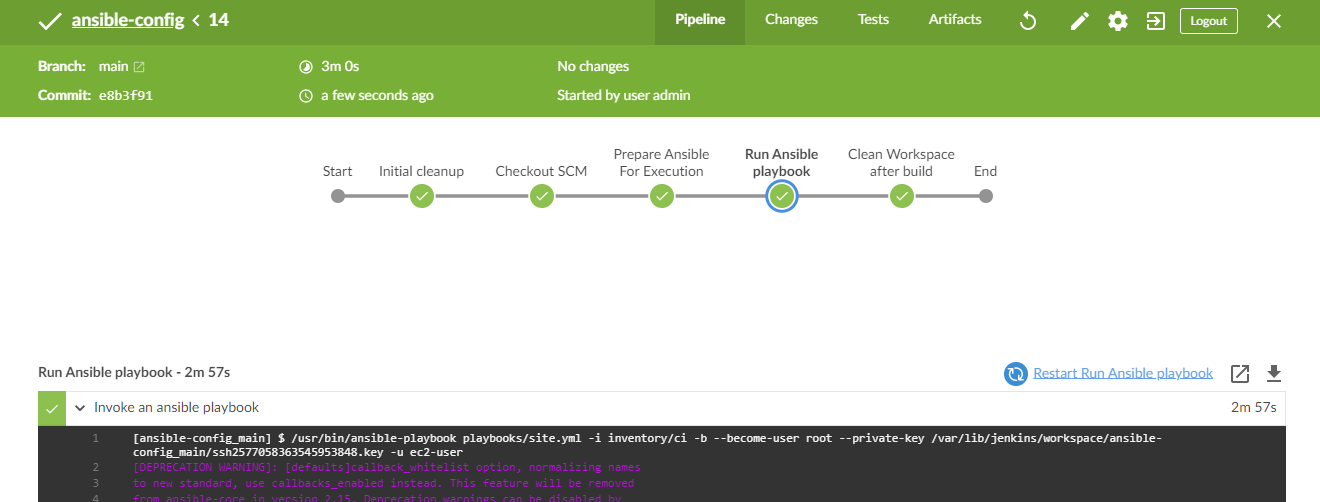 ansible-config < 14
Pipeline
Changes
Tests
Artifacts
Logout
Branch: main
3m 0s
No changes
Commit: e8b3f91
a few seconds ago
Started by user admin
Start
Initial cleanup
Checkout SCM
Prepare Ansible
For Execution
Run Ansible
playbook
Clean Workspace
after build
End
Run Ansible playbook - 2m 57s
Restart Run Ansible playbook
Invoke an ansible playbook
2m 57s
1 [ansible-config_main] $ /usr/bin/ansible-playbook playbooks/site.yml -i inventory/ci -b --become-user root --private-key /var/lib/jenkins/workspace/ansible-
config_main/ssh2577058363545953848.key -u ec2-user
2 [DEPRECATION WARNING]: [defaults]callback_whitelist option, normalizing names
3 to new standard, use callbacks_enabled instead. This feature will be removed
4 from ansible-core in version 2.15. Deprecation warnings can be disabled by